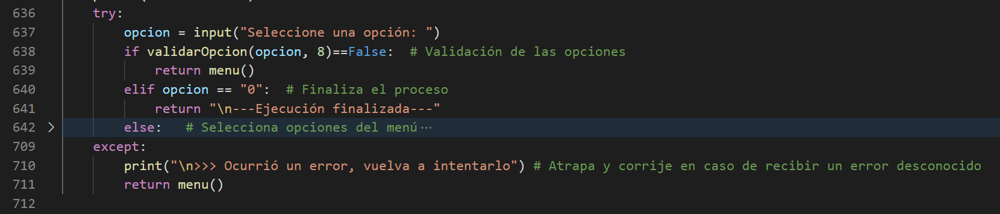 636 try:
637 opcion = input("Seleccione una opción: ")
638 if validarOpcion(opcion, 8)==False:  # Validación de las opciones
639 return menu()
640 elif opcion == "0":  # Finaliza el proceso
641 return "\n---Ejecución finalizada---"
642 else:   # Selecciona opciones del menú…
709 except:
710 print("\n>>> Ocurrió un error, vuelva a intentarlo") # Atrapa y corrije en caso de recibir un error desconocido
711 return menu()
712